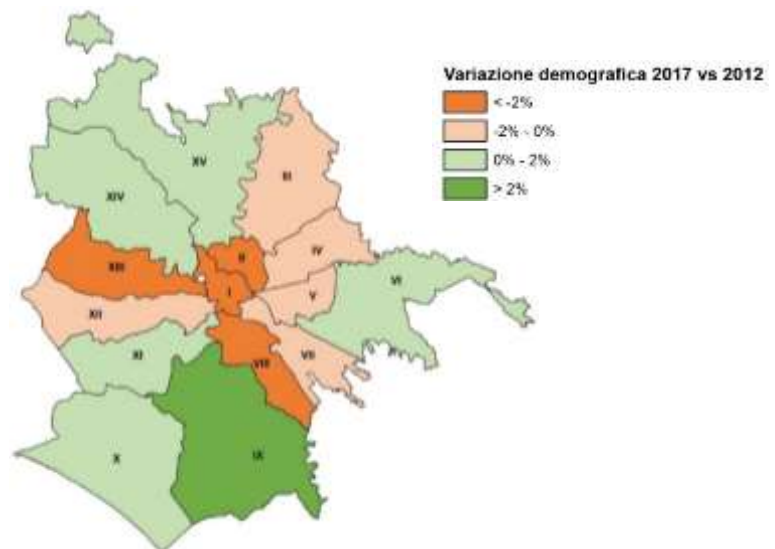 Variazione demografica 2017 vs 2012
< -2%
-2% - 0%
0% - 2%
> 2%
XV
III
XIV
II
IV
XIII
VI
I
V
XII
XI
VIII
VII
X
IX